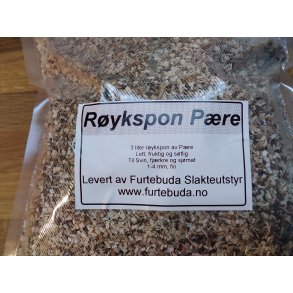 Røykspon Pære
3 liter røykspon av Pære
Lett, fruktig og søtlig
Til Svin, fjærkre og sjømat
1-4 mm, fin
Levert av Furtebuda Slakteutstyr
www.furtebuda.no